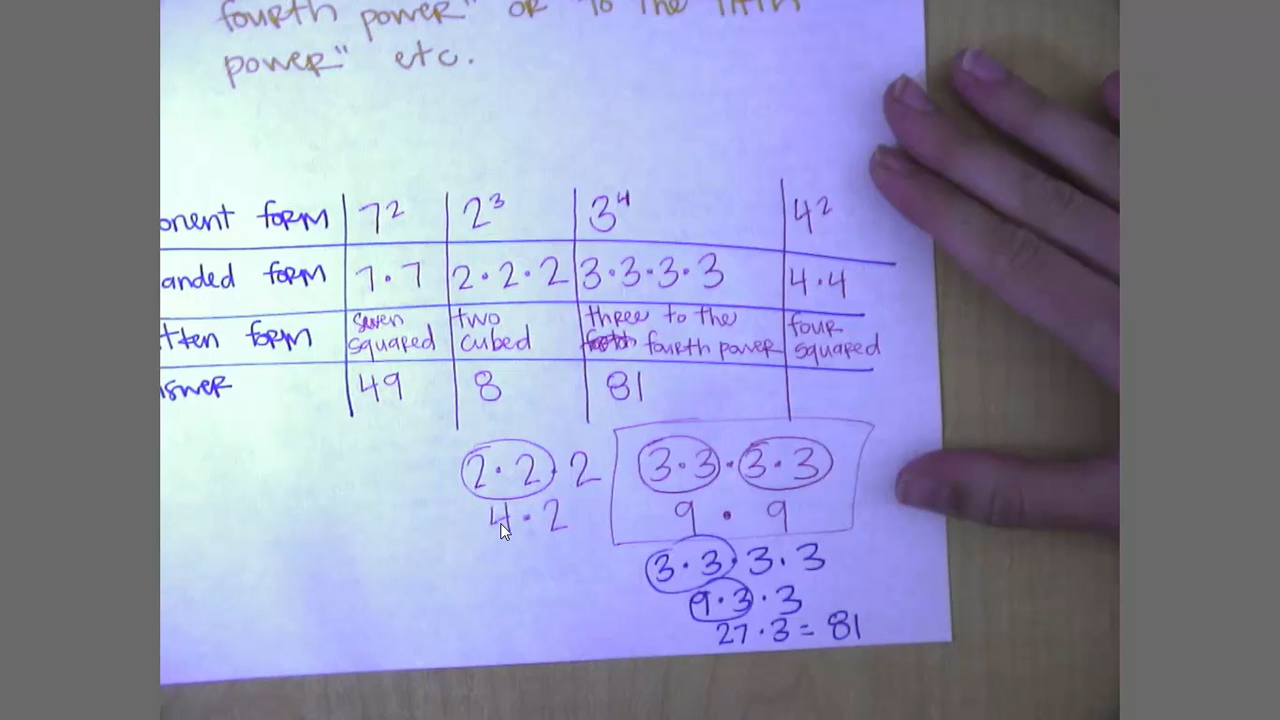 fourth power" or to the fifth
power" etc.
onent form 7² 2³ 3⁴ 4²
anded form 7·7 2·2·2 3·3·3·3 4·4
tten form seven squared two cubed three to the fourth power four squared
swer 49 8 81
2·2·2 3·3·3·3
4·2 9·9
3·3·3·3
9·3·3
27·3=81